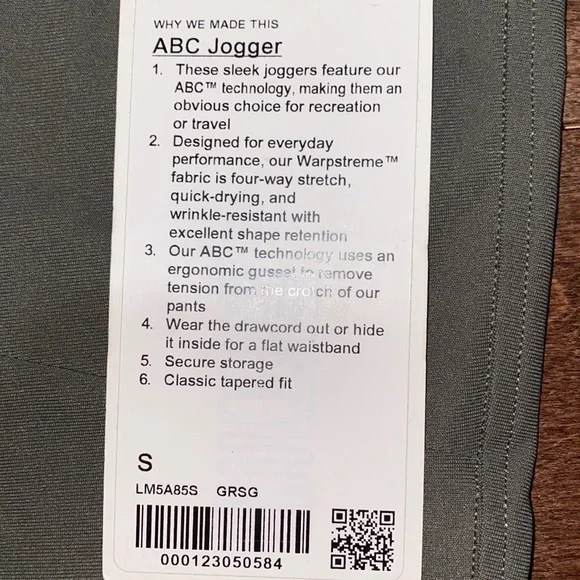 WHY WE MADE THIS
ABC Jogger
1. These sleek joggers feature our
ABC™ technology, making them an
obvious choice for recreation
or travel
2. Designed for everyday
performance, our Warpstreme™
fabric is four-way stretch,
quick-drying, and
wrinkle-resistant with
excellent shape retention
3. Our ABC™ technology uses an
ergonomic gusset to remove
tension from the crotch of our
pants
4. Wear the drawcord out or hide
it inside for a flat waistband
5. Secure storage
6. Classic tapered fit
S
LM5A85S GRSG
000123050584